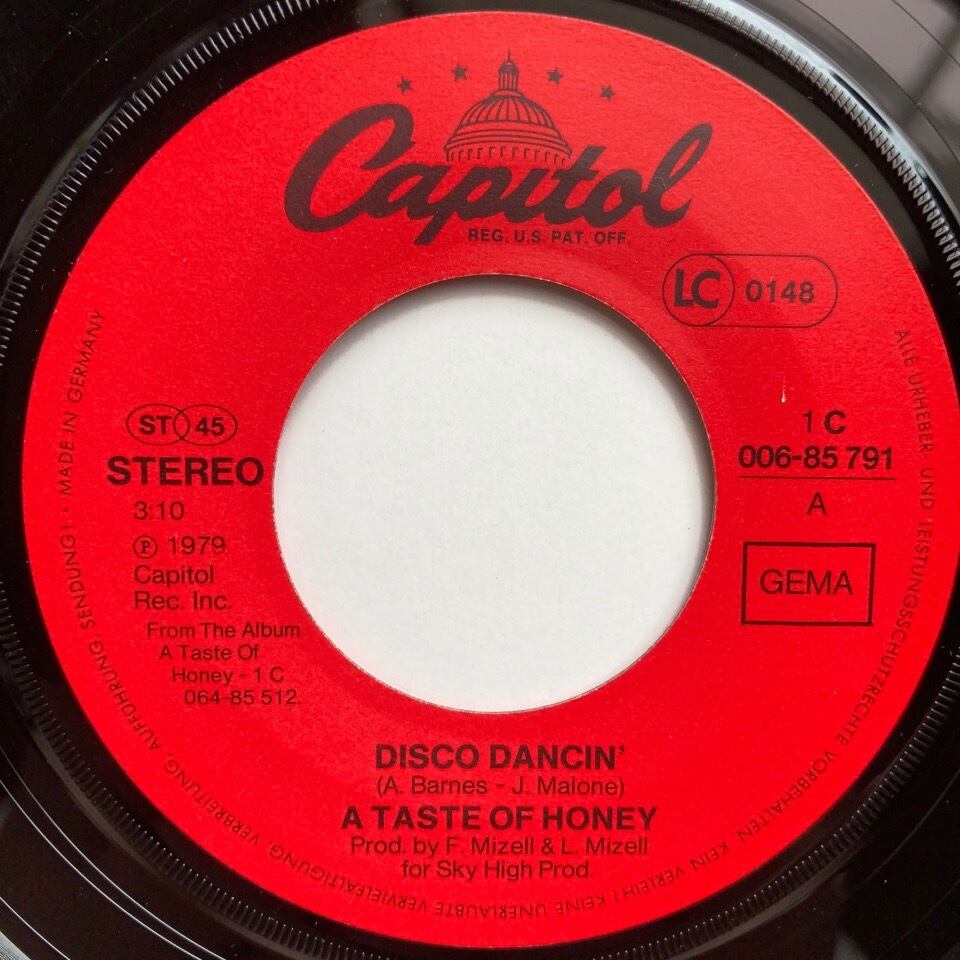 Capitol
REG. U.S. PAT. OFF.
LC 0148
ST 45
STEREO
3:10
Ⓟ 1979
Capitol
Rec. Inc.
From The Album
A Taste Of
Honey - 1 C
064-85 512
1 C
006-85 791
A
GEMA
DISCO DANCIN'
(A. Barnes - J. Malone)
A TASTE OF HONEY
Prod. by F. Mizell & L. Mizell
for Sky High Prod.
ALLE URHEBER UND LEISTUNGSSCHUTZRECHTE VORBEHALTEN KEIN VERLEIH! KEINE UNERLAUBTE VERVIELFÄLTIGUNG, VERBREITUNG, AUFFÜHRUNG, SENDUNG! • MADE IN GERMANY